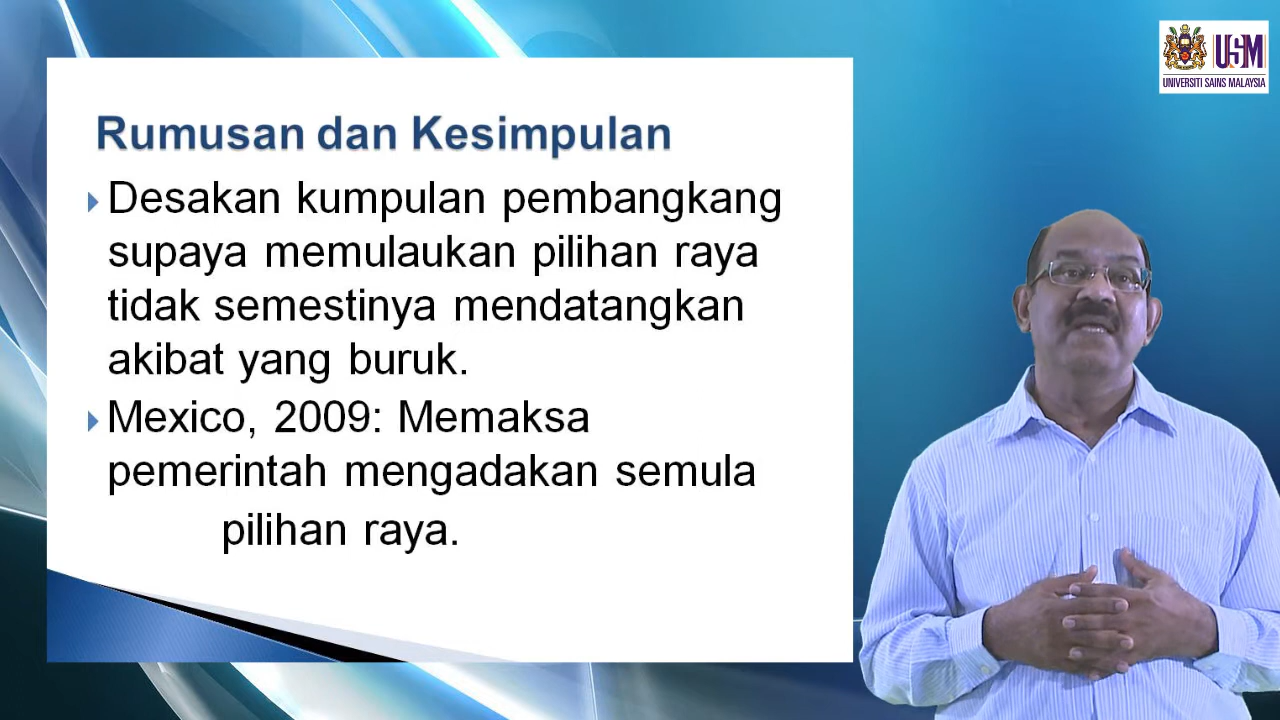 USM
UNIVERSITI SAINS MALAYSIA
Rumusan dan Kesimpulan
Desakan kumpulan pembangkang
supaya memulaukan pilihan raya
tidak semestinya mendatangkan
akibat yang buruk.
Mexico, 2009: Memaksa
pemerintah mengadakan semula
pilihan raya.